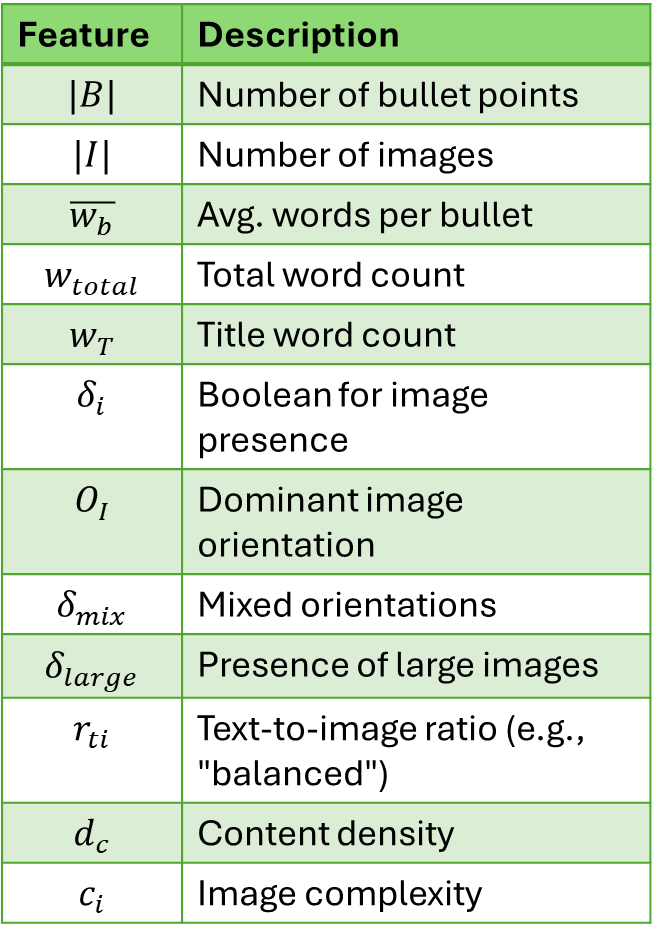 Feature Description
|B| Number of bullet points
|I| Number of images
$\overline{w_b}$ Avg. words per bullet
$w_{total}$ Total word count
$w_T$ Title word count
$\delta_i$ Boolean for image
presence
$O_I$ Dominant image
orientation
$\delta_{mix}$ Mixed orientations
$\delta_{large}$ Presence of large images
$r_{ti}$ Text-to-image ratio (e.g.,
"balanced")
$d_c$ Content density
$c_i$ Image complexity